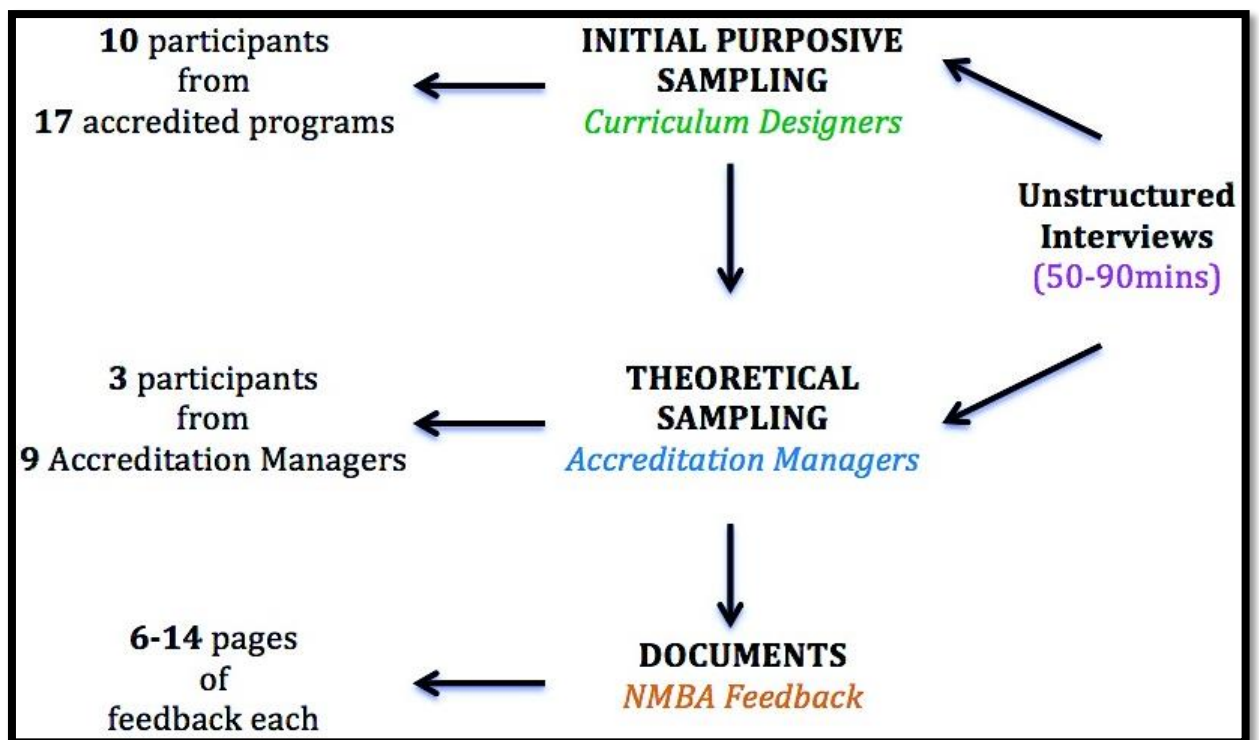 10 participants
from
17 accredited programs
INITIAL PURPOSIVE
SAMPLING
Curriculum Designers
Unstructured
Interviews
(50-90mins)
3 participants
from
9 Accreditation Managers
THEORETICAL
SAMPLING
Accreditation Managers
6-14 pages
of
feedback each
DOCUMENTS
NMBA Feedback